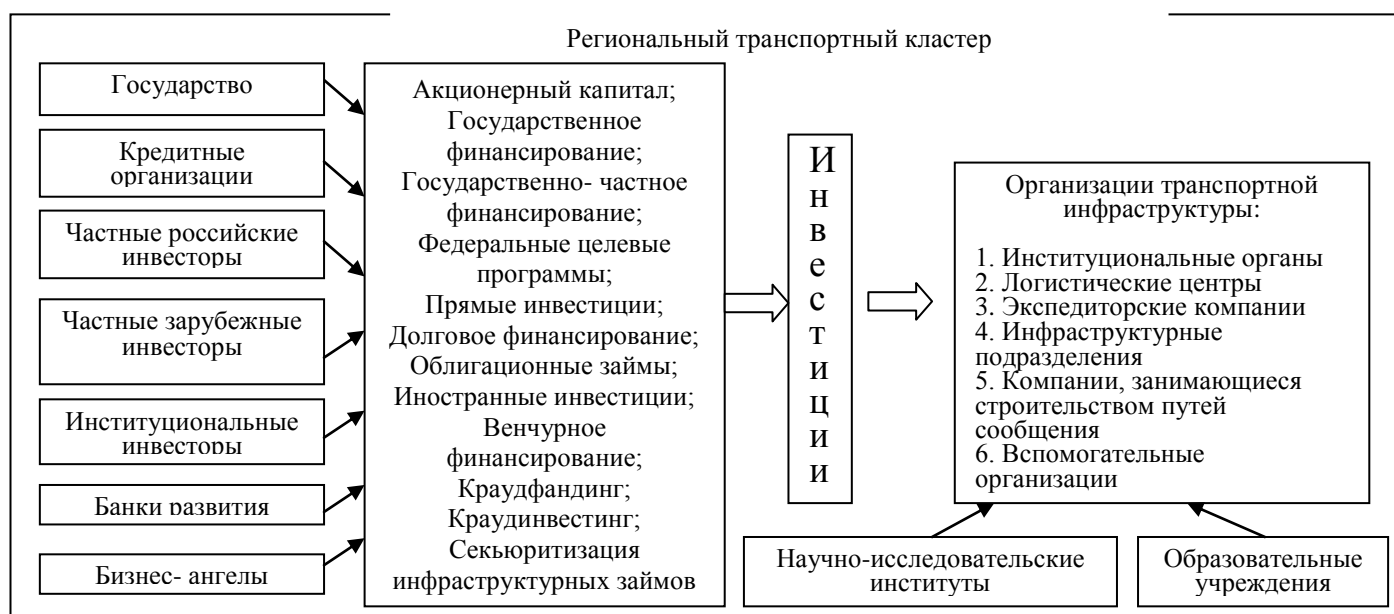 Региональный транспортный кластер
Государство
Кредитные
организации
Частные российские
инвесторы
Частные зарубежные
инвесторы
Институциональные
инвесторы
Банки развития
Бизнес- ангелы
Акционерный капитал;
Государственное
финансирование;
Государственно- частное
финансирование;
Федеральные целевые
программы;
Прямые инвестиции;
Долговое финансирование;
Облигационные займы;
Иностранные инвестиции;
Венчурное
финансирование;
Краудфандинг;
Краудинвестинг;
Секьюритизация
инфраструктурных займов
Инвестиции
Организации транспортной
инфраструктуры:
1. Институциональные органы
2. Логистические центры
3. Экспедиторские компании
4. Инфраструктурные
подразделения
5. Компании, занимающиеся
строительством путей
сообщения
6. Вспомогательные
организации
Научно-исследовательские
институты
Образовательные
учреждения